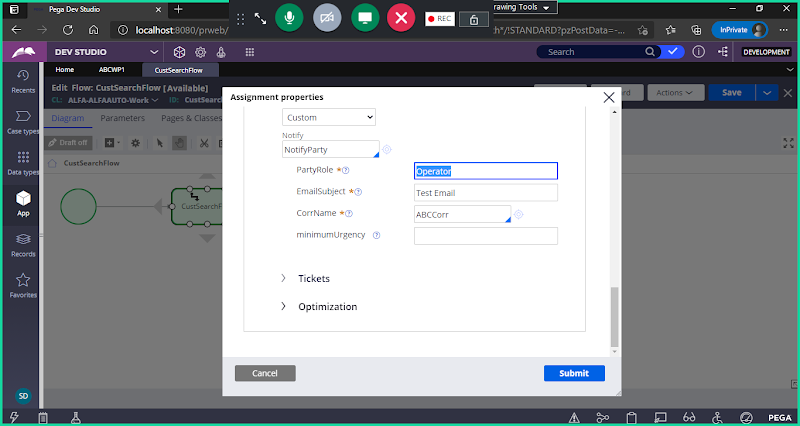 Pega Dev Studio
REC
rawing Tools
localhost:8080/prweb/
h*/!STANDARD?pzPostData=-...
InPrivate
DEV STUDIO
Search
DEVELOPMENT
Home
ABCWP1
CustSearchFlow
Recents
Case types
Data types
App
Records
Favorites
SD
Edit Flow: CustSearchFlow [Available]
CL: ALFA-ALFAAUTO-Work
ID: CustSearc
Actions
Save
Diagram
Parameters
Pages & Classes
Draft off
CustSearchFlow
CustSearchF
Assignment properties
Custom
Notify
NotifyParty
PartyRole *
Operator
EmailSubject *
Test Email
CorrName *
ABCCorr
minimumUrgency
Tickets
Optimization
Cancel
Submit
PEGA